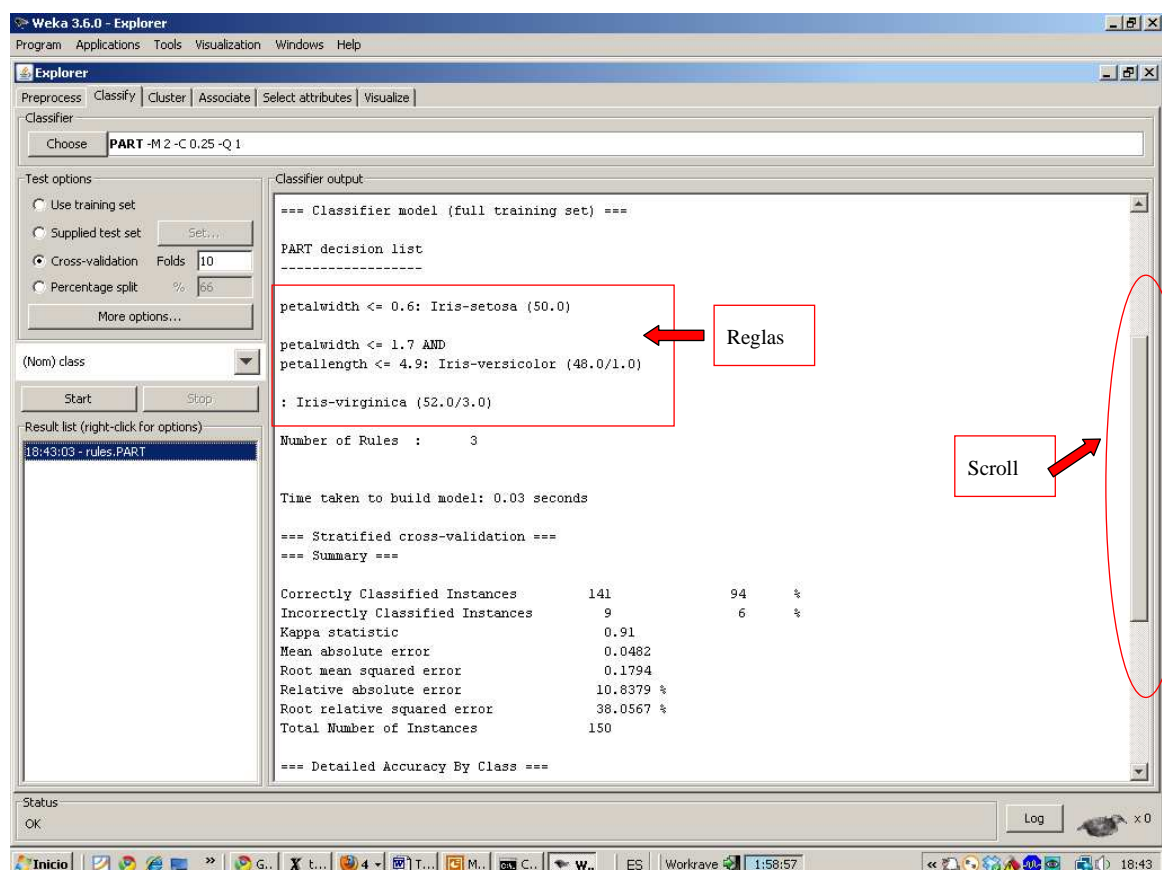 Weka 3.6.0 - Explorer
Program Applications Tools Visualization Windows Help
Explorer
Preprocess Classify Cluster Associate Select attributes Visualize
Classifier
Choose PART -M 2 -C 0.25 -Q 1
Test options
Use training set
Supplied test set Set...
Cross-validation Folds 10
Percentage split % 66
More options...
(Nom) class
Start Stop
Result list (right-click for options)
18:43:03 - rules.PART
Classifier output
=== Classifier model (full training set) ===
PART decision list
------------------
petalwidth <= 0.6: Iris-setosa (50.0)
petalwidth <= 1.7 AND
petallength <= 4.9: Iris-versicolor (48.0/1.0)
: Iris-virginica (52.0/3.0)
Reglas
Number of Rules : 3
Scroll
Time taken to build model: 0.03 seconds
=== Stratified cross-validation ===
=== Summary ===
Correctly Classified Instances 141 94 %
Incorrectly Classified Instances 9 6 %
Kappa statistic 0.91
Mean absolute error 0.0482
Root mean squared error 0.1794
Relative absolute error 10.8379 %
Root relative squared error 38.0567 %
Total Number of Instances 150
=== Detailed Accuracy By Class ===
Status
OK
Log x 0
Inicio » G.. t... 4 T... M.. C.. W.. ES Workrave 1:58:57 « 18:43